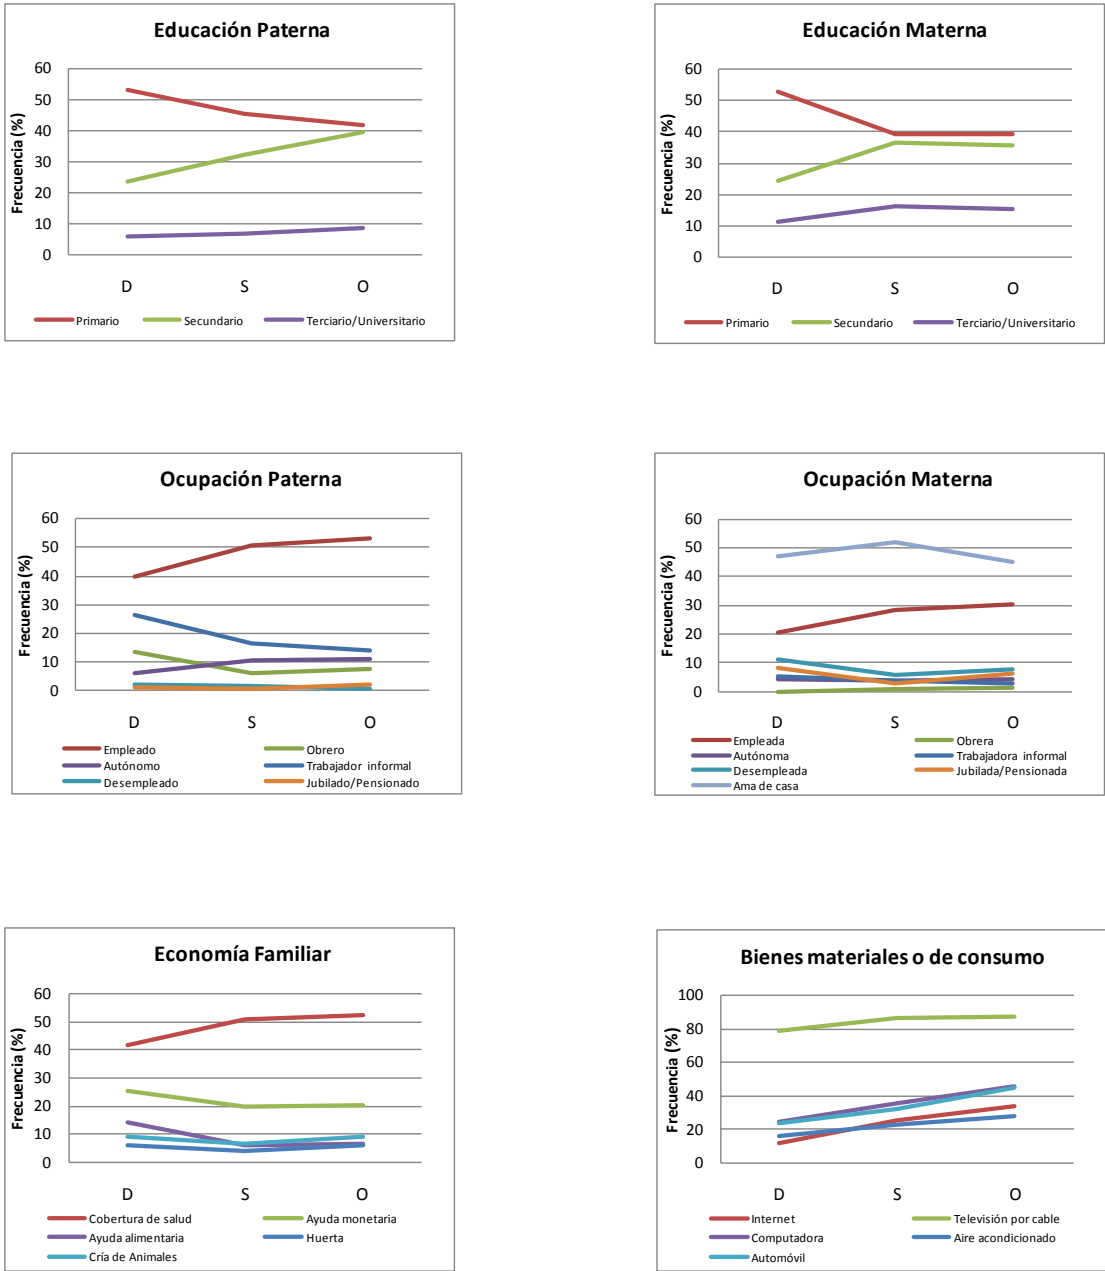 Educación Paterna
60
50
40
30
20
10
0
Frecuencia (%)
D S O
Primario Secundario Terciario/Universitario
Educación Materna
60
50
40
30
20
10
0
Frecuencia (%)
D S O
Primario Secundario Terciario/Universitario
Ocupación Paterna
60
50
40
30
20
10
0
Frecuencia (%)
D S O
Empleado Obrero
Autónomo Trabajador informal
Desempleado Jubilado/Pensionado
Ocupación Materna
60
50
40
30
20
10
0
Frecuencia (%)
D S O
Empleada Obrera
Autónoma Trabajadora informal
Desempleada Jubilada/Pensionada
Ama de casa
Economía Familiar
60
50
40
30
20
10
0
Frecuencia (%)
D S O
Cobertura de salud Ayuda monetaria
Ayuda alimentaria Huerta
Cría de Animales
Bienes materiales o de consumo
100
80
60
40
20
0
Frecuencia (%)
D S O
Internet Televisión por cable
Computadora Aire acondicionado
Automóvil